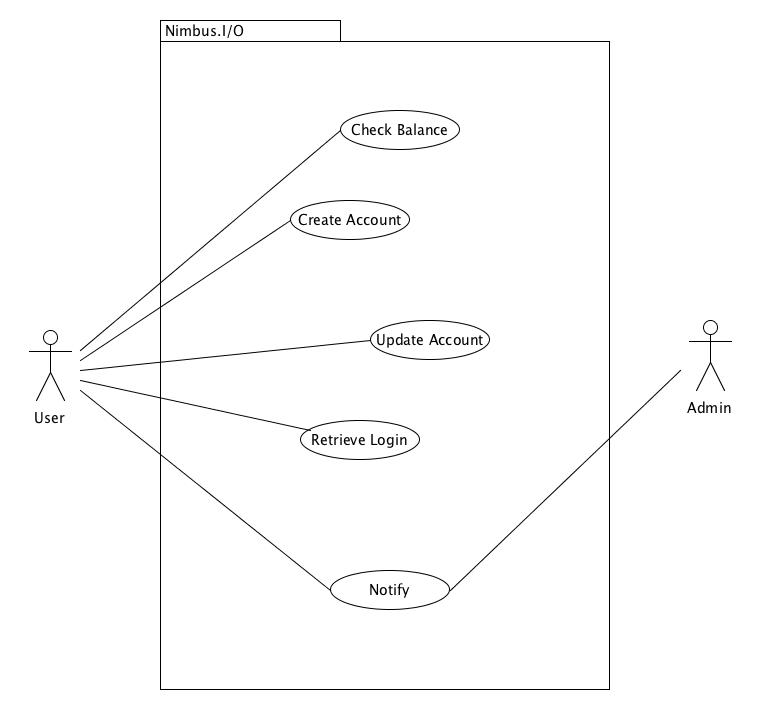 Nimbus.I/O
Check Balance
Create Account
Update Account
User
Admin
Retrieve Login
Notify